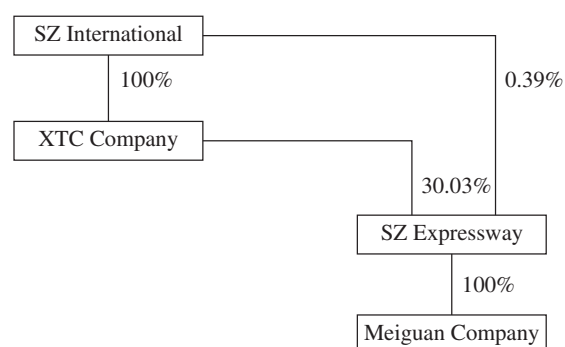 SZ International
100%
0.39%
XTC Company
30.03%
SZ Expressway
100%
Meiguan Company